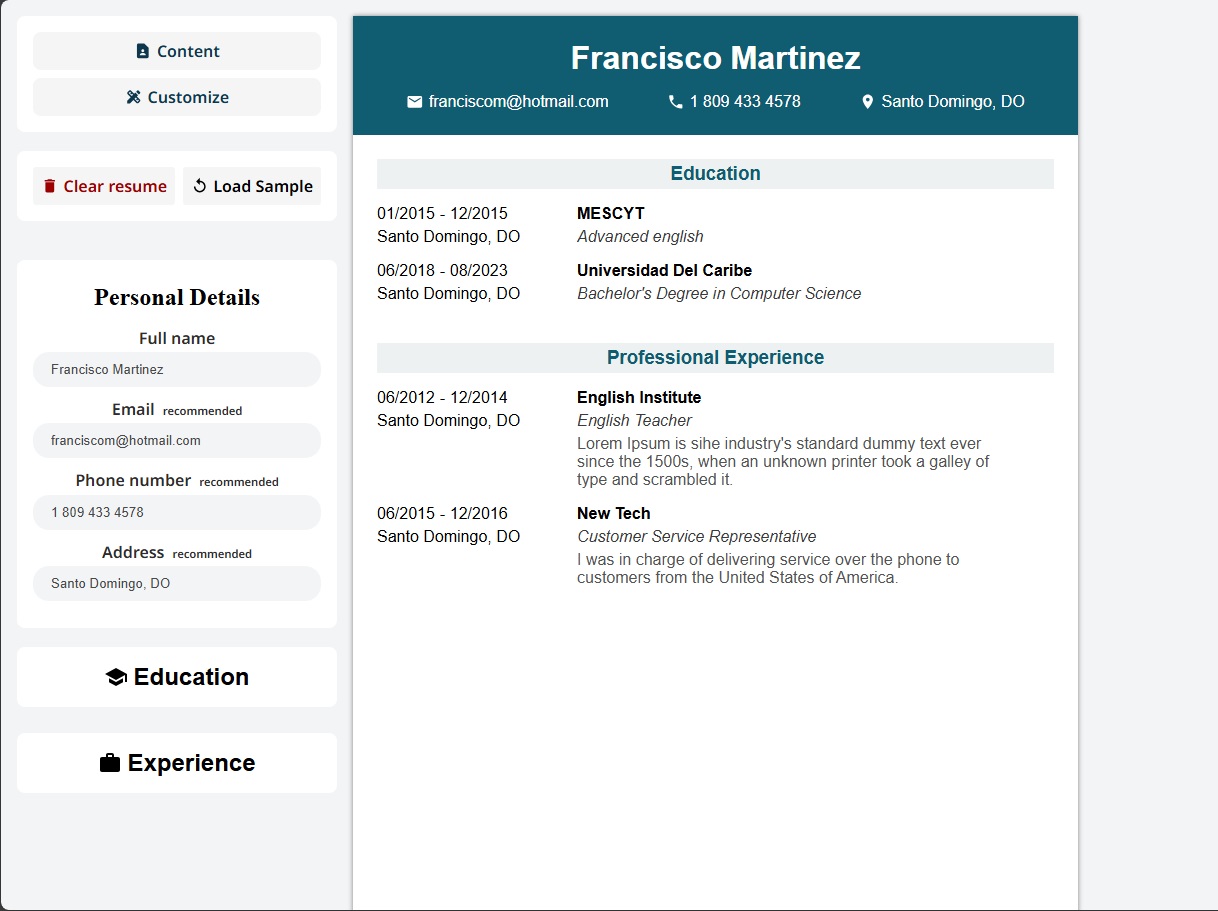 Content
Customize
Clear resume
Load Sample
Personal Details
Full name
Francisco Martinez
Email recommended
franciscom@hotmail.com
Phone number recommended
1 809 433 4578
Address recommended
Santo Domingo, DO
Education
Experience
Francisco Martinez
franciscom@hotmail.com 1 809 433 4578 Santo Domingo, DO
Education
01/2015 - 12/2015 MESCYT
Santo Domingo, DO Advanced english
06/2018 - 08/2023 Universidad Del Caribe
Santo Domingo, DO Bachelor's Degree in Computer Science
Professional Experience
06/2012 - 12/2014 English Institute
Santo Domingo, DO English Teacher
Lorem Ipsum is sihe industry's standard dummy text ever
since the 1500s, when an unknown printer took a galley of
type and scrambled it.
06/2015 - 12/2016 New Tech
Santo Domingo, DO Customer Service Representative
I was in charge of delivering service over the phone to
customers from the United States of America.